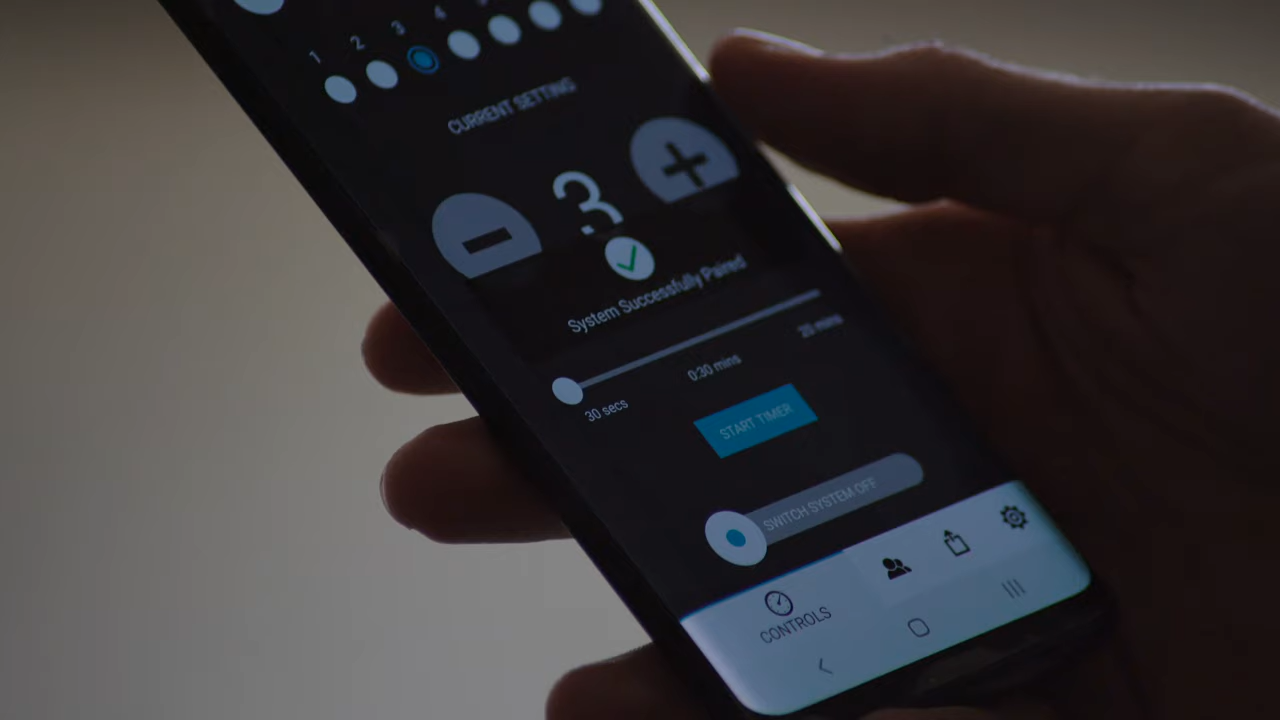 1 2 3 4
CURRENT SETTING
3
System Successfully Paired
30 secs 0:30 mins 20 mins
START TIMER
SWITCH SYSTEM OFF
CONTROLS